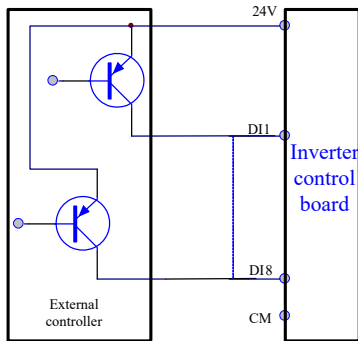 24V
DI1
Inverter
control
board
DI8
External
controller
CM